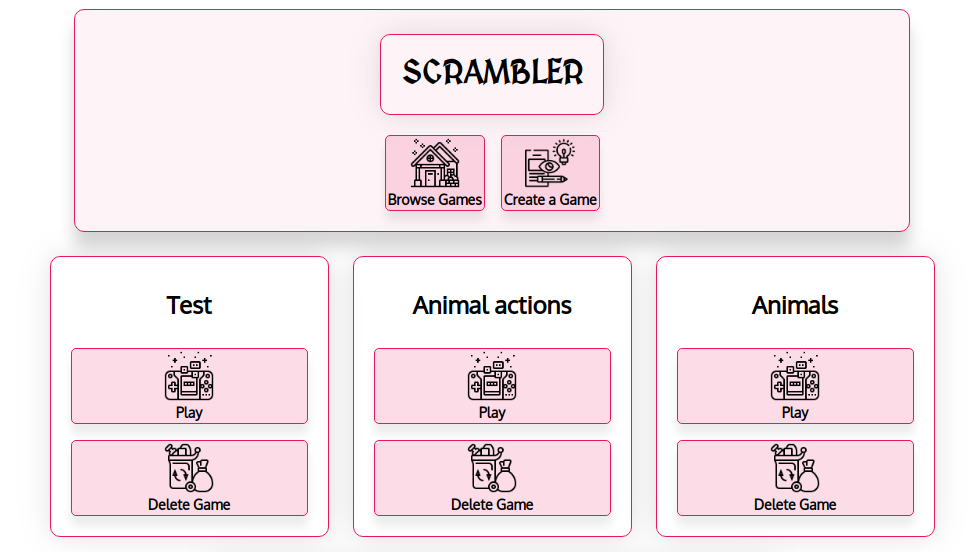 SCRAMBLER
Browse Games
Create a Game
Test
Animal actions
Animals
Play
Play
Play
Delete Game
Delete Game
Delete Game